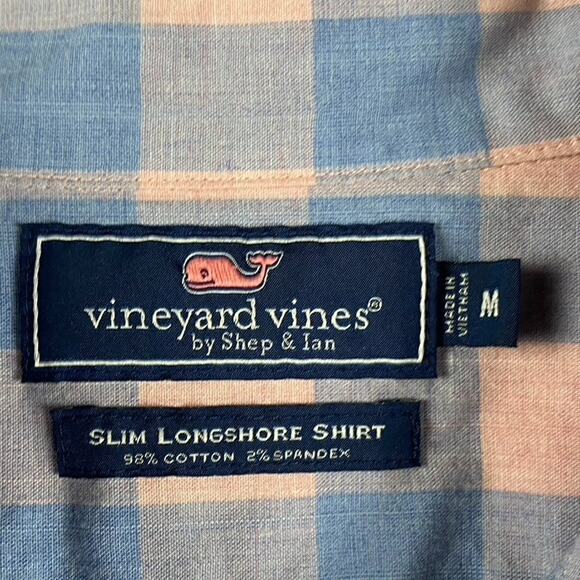 vineyard vines®
by Shep & Ian
MADE IN
VIETNAM
M
SLIM LONGSHORE SHIRT
98% COTTON 2% SPANDEX